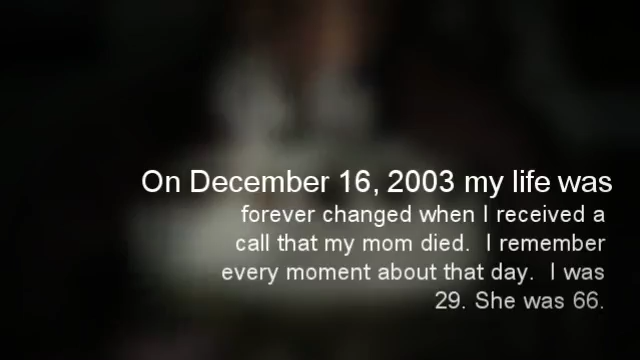 On December 16, 2003 my life was
forever changed when I received a
call that my mom died.  I remember
every moment about that day.  I was
29. She was 66.